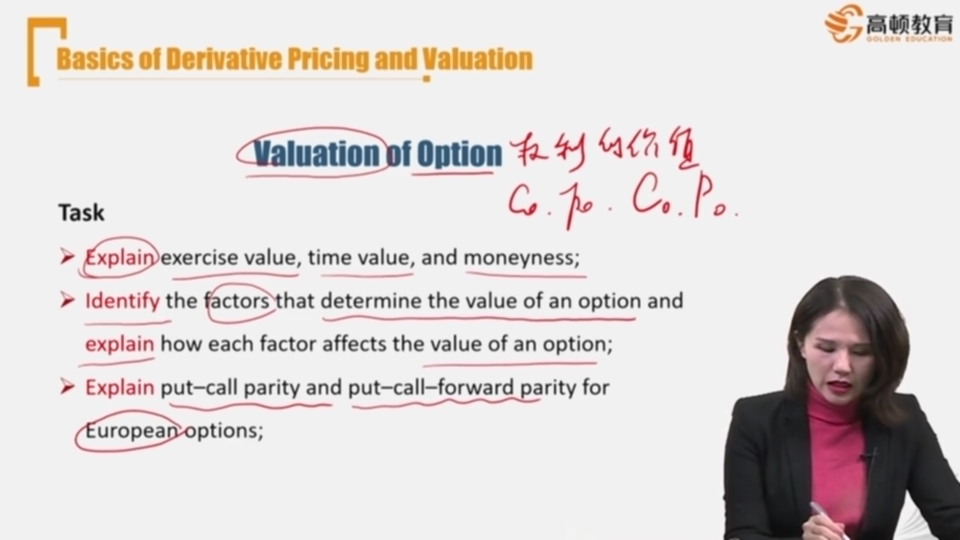 高顿教育
GOLDEN EDUCATION
Basics of Derivative Pricing and Valuation
Valuation of Option 权利的价值
c₀. p₀. C₀. P₀.
Task
➢ Explain exercise value, time value, and moneyness;
➢ Identify the factors that determine the value of an option and
explain how each factor affects the value of an option;
➢ Explain put–call parity and put–call–forward parity for
European options;